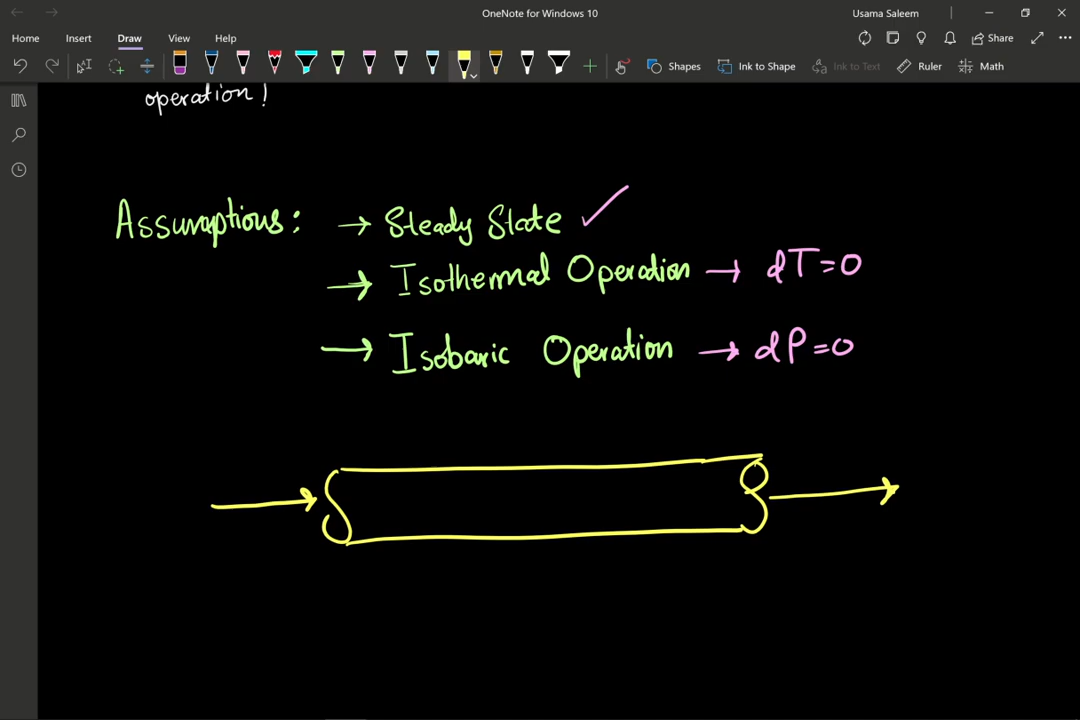 OneNote for Windows 10
Usama Saleem
Home Insert Draw View Help
Share
Shapes Ink to Shape Ink to Text Ruler Math
operation!
Assumptions: → Steady State ✓
→ Isothermal Operation → dT=0
→ Isobaric Operation → dP=0